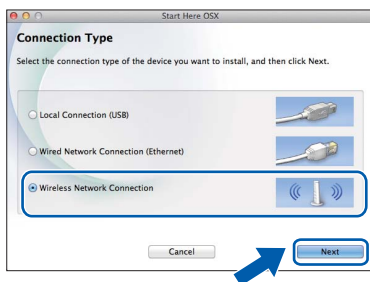 Start Here OSX
Connection Type
Select the connection type of the device you want to install, and then click Next.
Local Connection (USB)
Wired Network Connection (Ethernet)
Wireless Network Connection
Cancel
Next